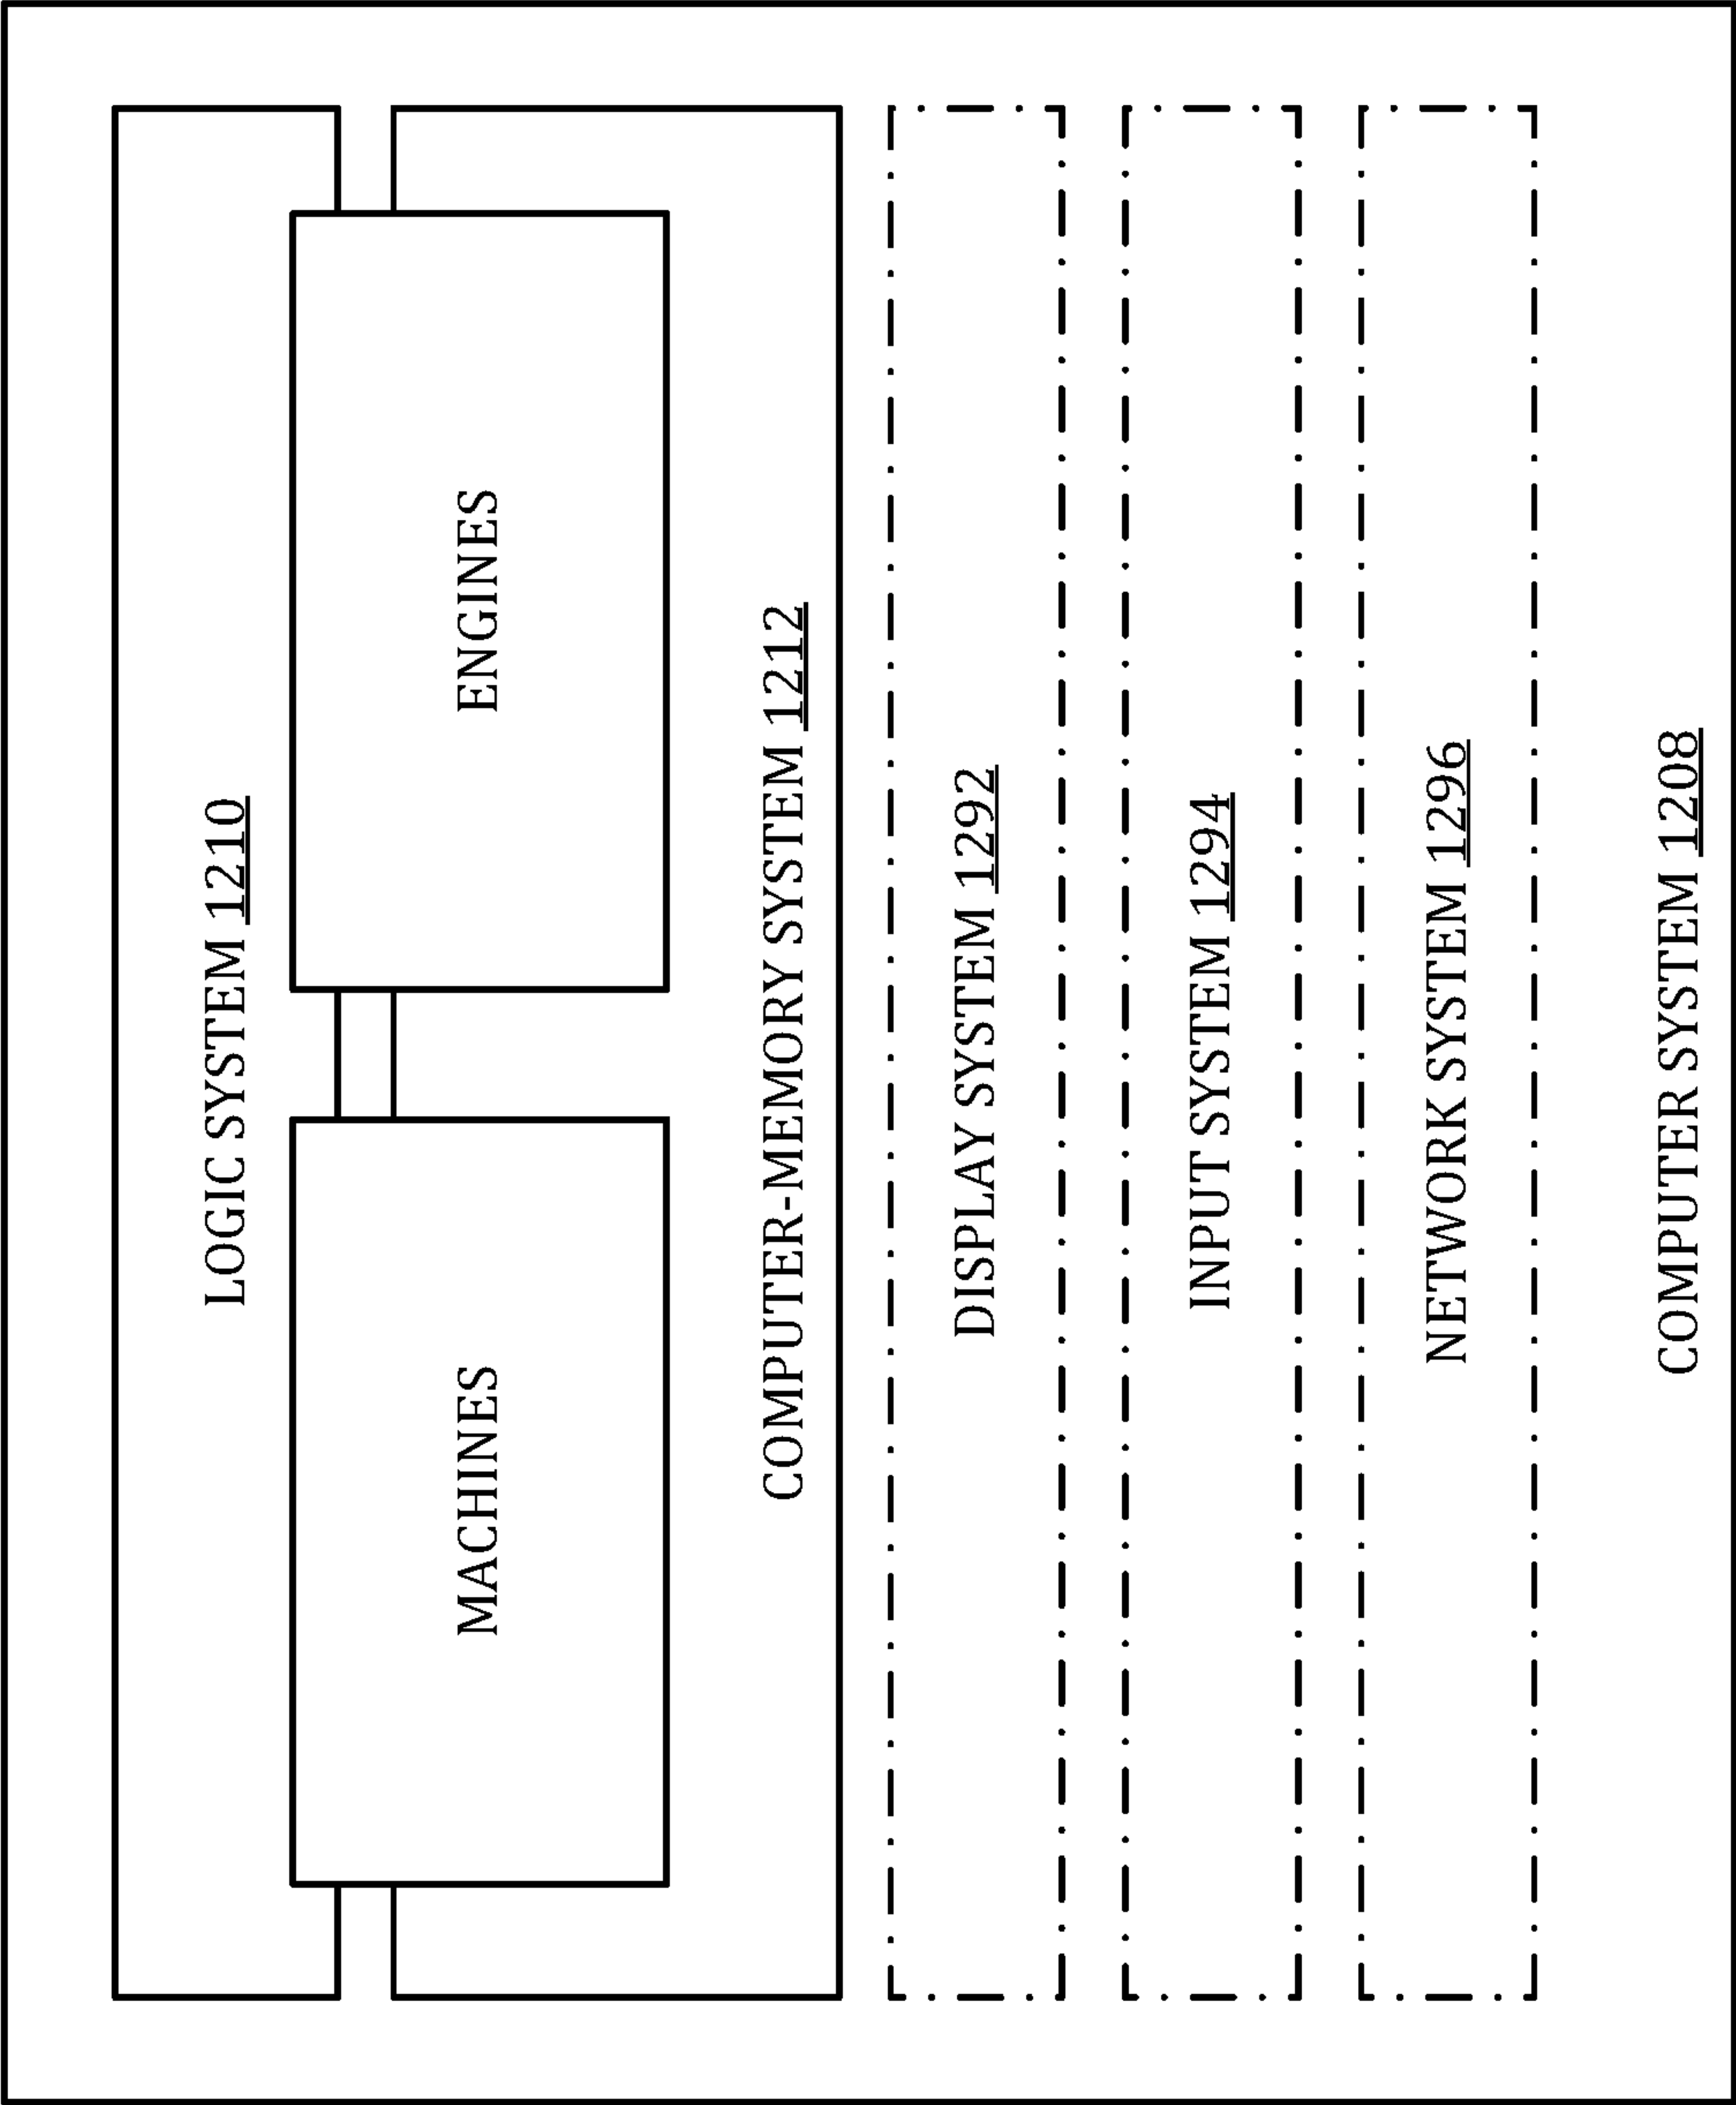 LOGIC SYSTEM 1210
MACHINES
ENGINES
COMPUTER-MEMORY SYSTEM 1212
DISPLAY SYSTEM 1292
INPUT SYSTEM 1294
NETWORK SYSTEM 1296
COMPUTER SYSTEM 1208